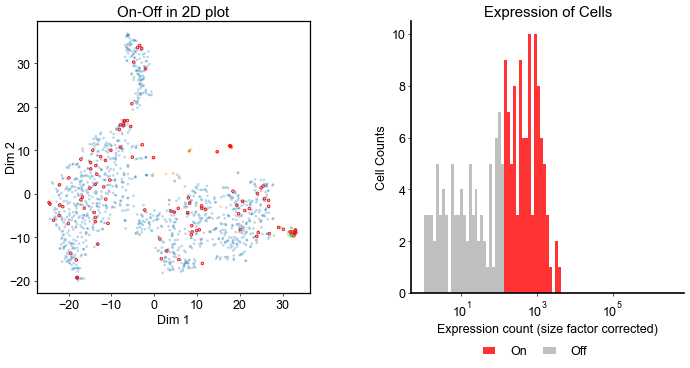 On-Off in 2D plot
Dim 2
30
20
10
0
−10
−20
−20 −10 0 10 20 30
Dim 1
Expression of Cells
Cell Counts
10
8
6
4
2
0
10^1 10^3 10^5
Expression count (size factor corrected)
On Off